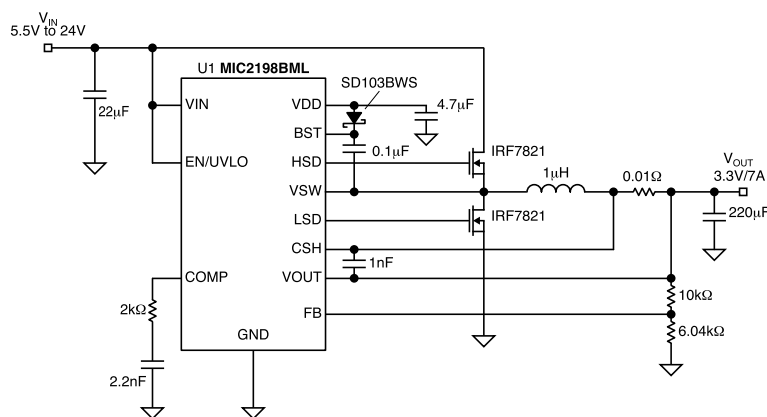 VIN
5.5V to 24V
U1 MIC2198BML
SD103BWS
VIN
VDD
4.7µF
22µF
BST
0.1µF
IRF7821
EN/UVLO
HSD
1µH
0.01Ω
VOUT
3.3V/7A
VSW
LSD
IRF7821
220µF
CSH
1nF
COMP
VOUT
2kΩ
10kΩ
FB
6.04kΩ
GND
2.2nF